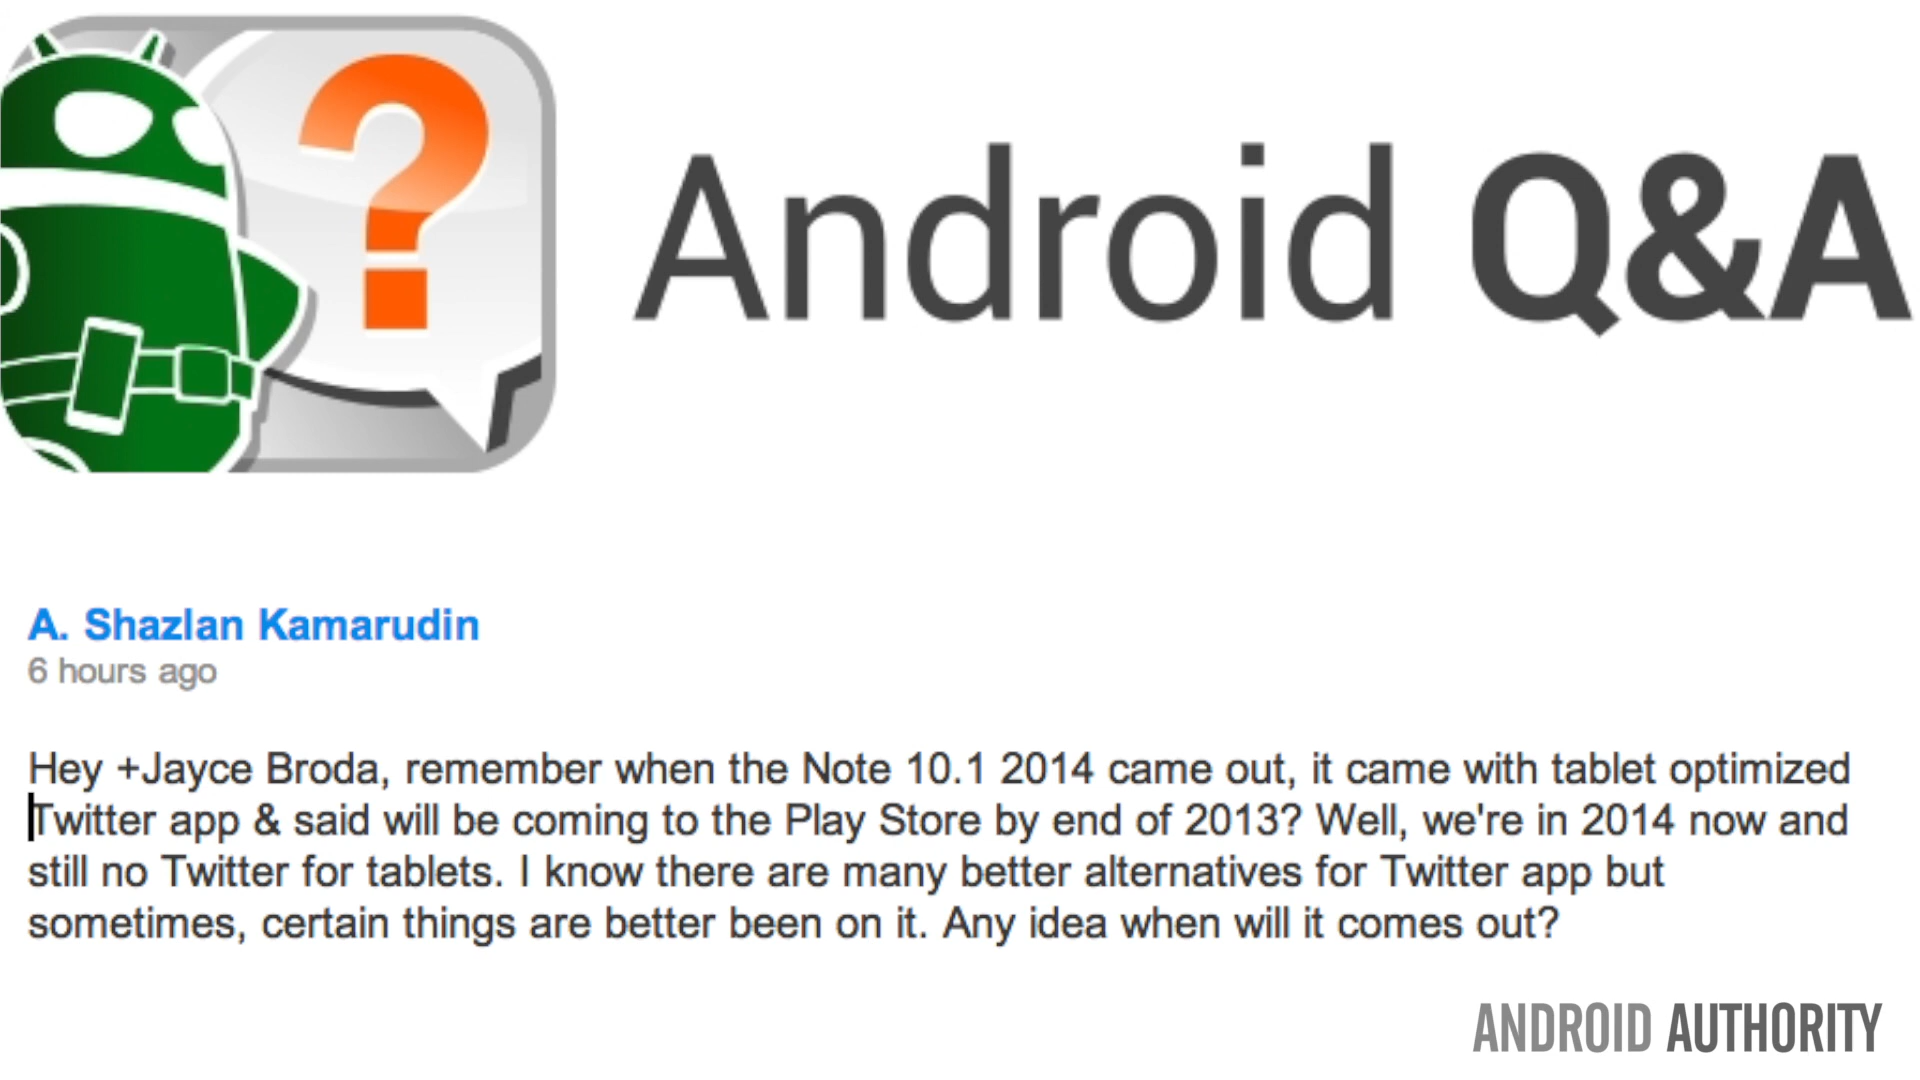 ?
Android Q&A
A. Shazlan Kamarudin
6 hours ago
Hey +Jayce Broda, remember when the Note 10.1 2014 came out, it came with tablet optimized
Twitter app & said will be coming to the Play Store by end of 2013? Well, we're in 2014 now and
still no Twitter for tablets. I know there are many better alternatives for Twitter app but
sometimes, certain things are better been on it. Any idea when will it comes out?
ANDROID AUTHORITY